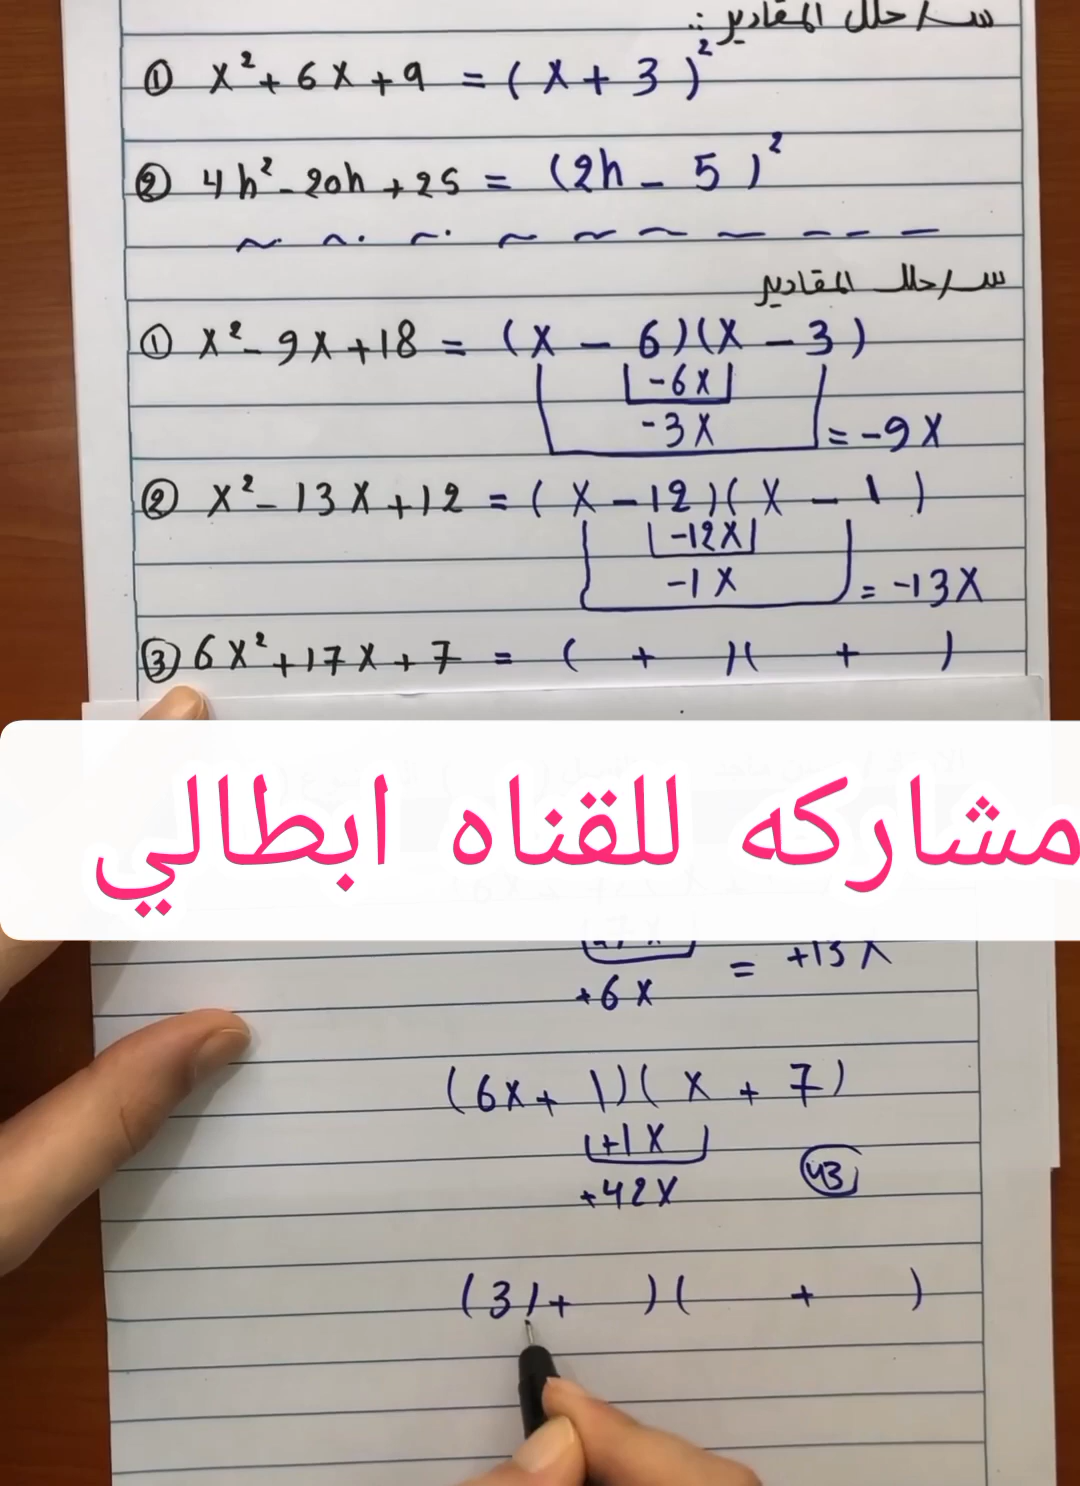 س/ حلل المقادير :.
① x² + 6x + 9 = ( x + 3 )²
② 4h² - 20h + 25 = (2h - 5 )²
س/ حلل المقادير
① x² - 9x + 18 = (x - 6)(x - 3)
-6x
-3x = -9x
② x² - 13x + 12 = ( x - 12)( x - 1 )
-12x
-1x = -13x
③ 6x² + 17x + 7 = ( + )( + )
مشاركه للقناه ابطالي
= +13x
+6x
(6x + 1)( x + 7)
+1x
+42x 43
(3 + )( + )